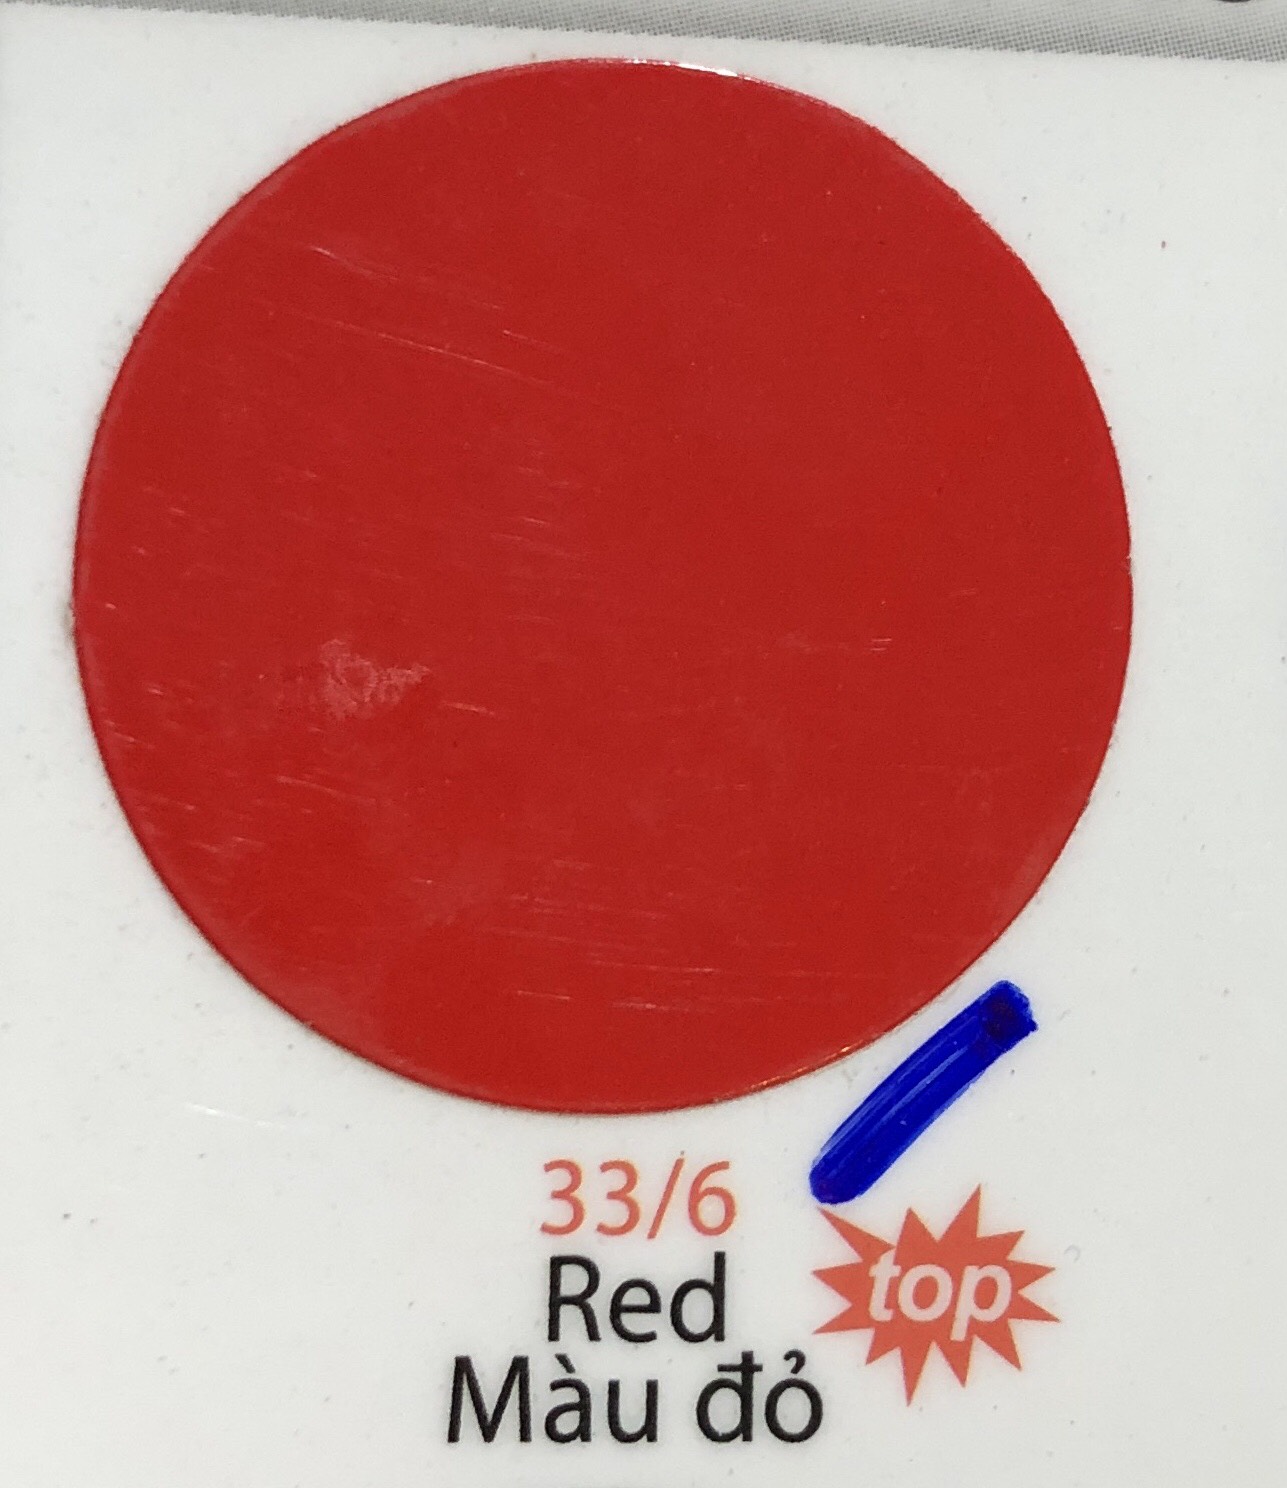 33/6
Red
Màu đỏ
top